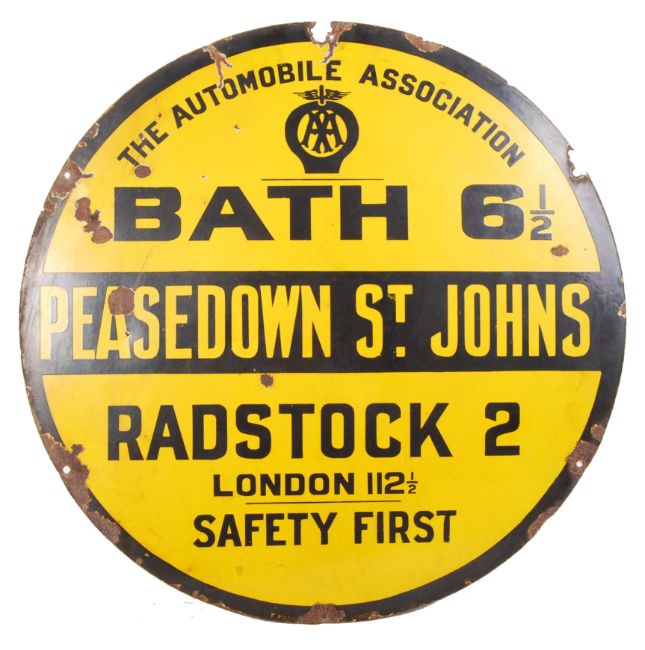 THE AUTOMOBILE ASSOCIATION
AA
BATH 6½
PEASEDOWN ST. JOHNS
RADSTOCK 2
LONDON 112½
SAFETY FIRST